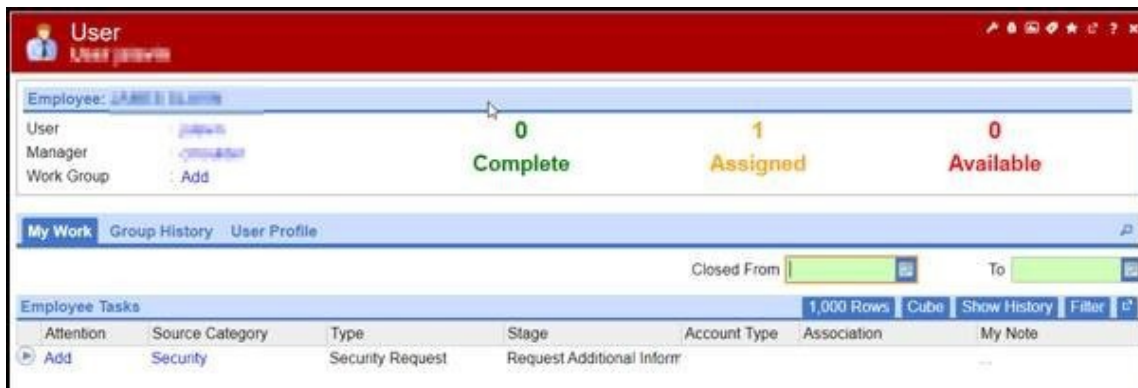 User
User
?
Employee:
User :
Manager :
Work Group : Add
0 1 0
Complete Assigned Available
My Work Group History User Profile
Closed From To
Employee Tasks 1,000 Rows Cube Show History Filter
Attention Source Category Type Stage Account Type Association My Note
Add Security Security Request Request Additional Inform ...